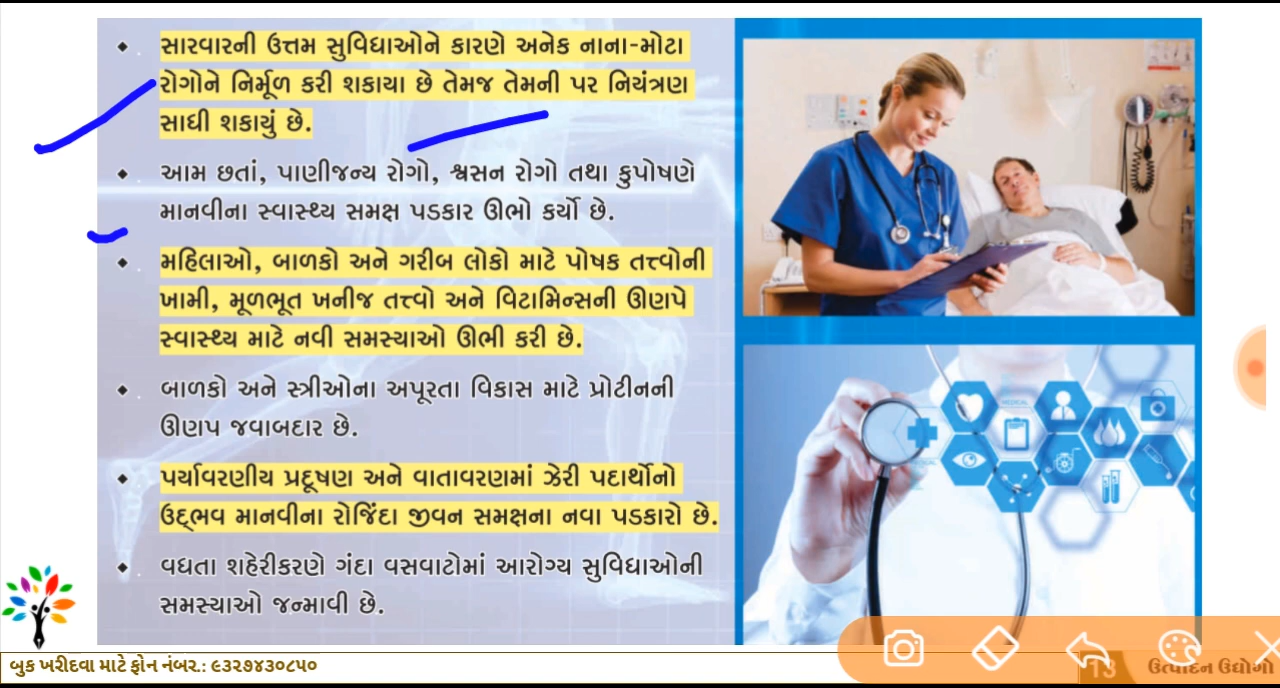 સારવારની ઉત્તમ સુવિધાઓને કારણે અનેક નાના-મોટા
રોગોને નિર્મૂળ કરી શકાયા છે તેમજ તેમની પર નિયંત્રણ
સાધી શકાયું છે.
આમ છતાં, પાણીજન્ય રોગો, શ્વસન રોગો તથા કુપોષણે
માનવીના સ્વાસ્થ્ય સમક્ષ પડકાર ઊભો કર્યો છે.
મહિલાઓ, બાળકો અને ગરીબ લોકો માટે પોષક તત્ત્વોની
ખામી, મૂળભૂત ખનીજ તત્ત્વો અને વિટામિન્સની ઊણપે
સ્વાસ્થ્ય માટે નવી સમસ્યાઓ ઊભી કરી છે.
બાળકો અને સ્ત્રીઓના અપૂરતા વિકાસ માટે પ્રોટીનની
ઊણપ જવાબદાર છે.
પર્યાવરણીય પ્રદૂષણ અને વાતાવરણમાં ઝેરી પદાર્થોનો
ઉદ્‌ભવ માનવીના રોજિંદા જીવન સમક્ષના નવા પડકારો છે.
વધતા શહેરીકરણે ગંદા વસવાટોમાં આરોગ્ય સુવિધાઓની
સમસ્યાઓ જન્માવી છે.
MEDICAL
બુક ખરીદવા માટે ફોન નંબર.: ૯૩૨૭૪૩૦૮૫૦
13 ઉત્પાદન ઉદ્યોગો